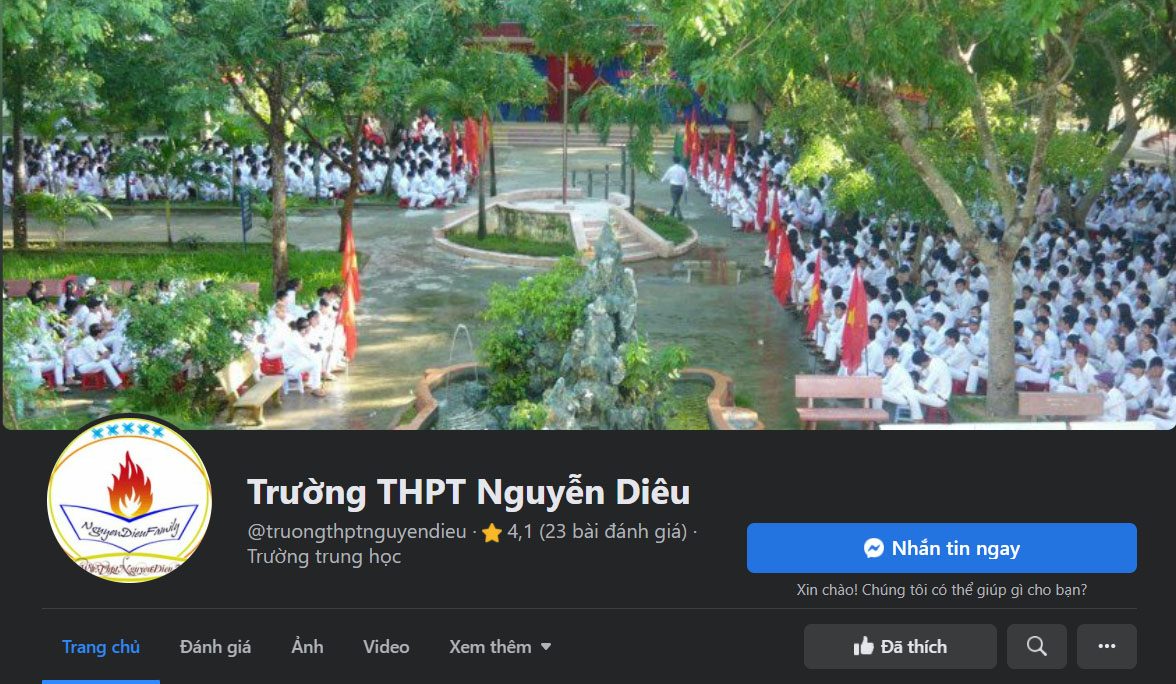 NguyenDieuFamily
Trường THPT Nguyễn Diêu
@truongthptnguyendieu · 4,1 (23 bài đánh giá) ·
Trường trung học
Nhắn tin ngay
Xin chào! Chúng tôi có thể giúp gì cho bạn?
Trang chủ Đánh giá Ảnh Video Xem thêm
Đã thích